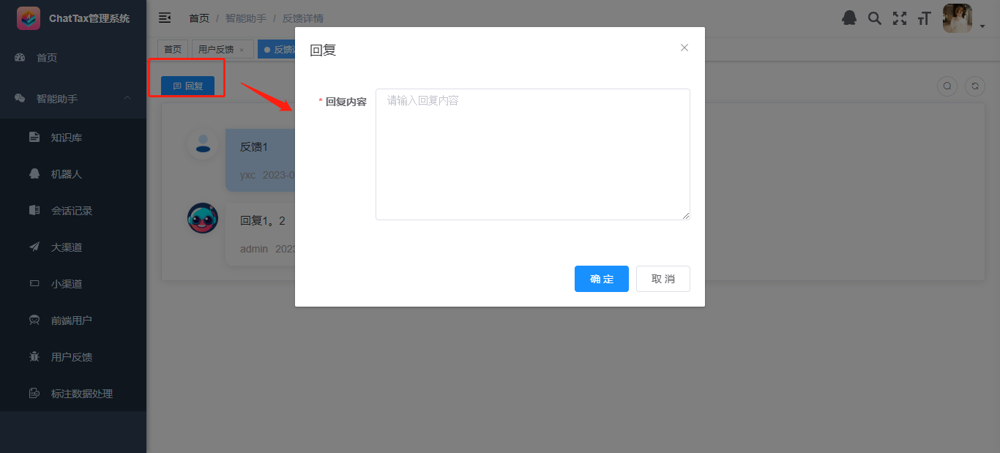 ChatTax管理系统
首页
智能助手
知识库
机器人
会话记录
大渠道
小渠道
前端用户
用户反馈
标注数据处理
首页 / 智能助手 / 反馈详情
首页
用户反馈 ×
反馈
回复
反馈1
yxc 2023-0
回复1。2
admin 2023
回复
* 回复内容
请输入回复内容
确 定
取 消